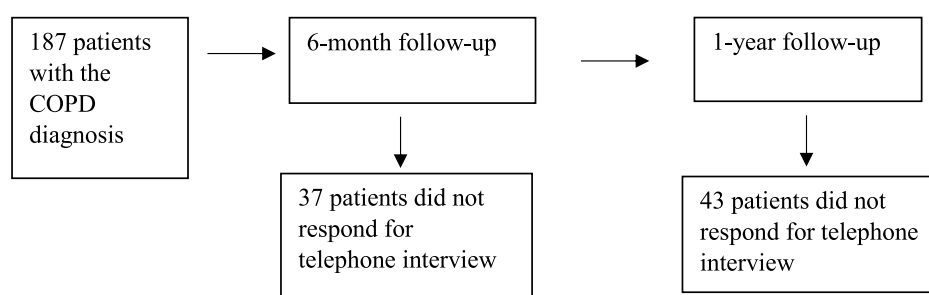 187 patients
with the
COPD
diagnosis
6-month follow-up
1-year follow-up
37 patients did not
respond for
telephone interview
43 patients did not
respond for telephone
interview